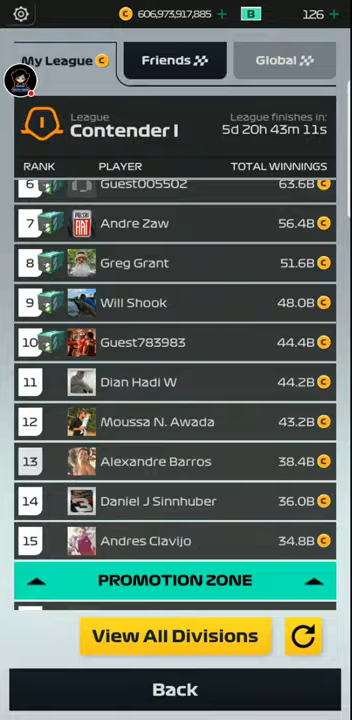 606,973,917,885 + B 126 +
My League C Friends Global
League
Contender I
League finishes in:
5d 20h 43m 11s
RANK PLAYER TOTAL WINNINGS
6 Guest005502 63.6B
7 Andre Zaw 56.4B
8 Greg Grant 51.6B
9 Will Shook 48.0B
10 Guest783983 44.4B
11 Dian Hadi W 44.2B
12 Moussa N. Awada 43.2B
13 Alexandre Barros 38.4B
14 Daniel J Sinnhuber 36.0B
15 Andres Clavijo 34.8B
PROMOTION ZONE
View All Divisions
Back